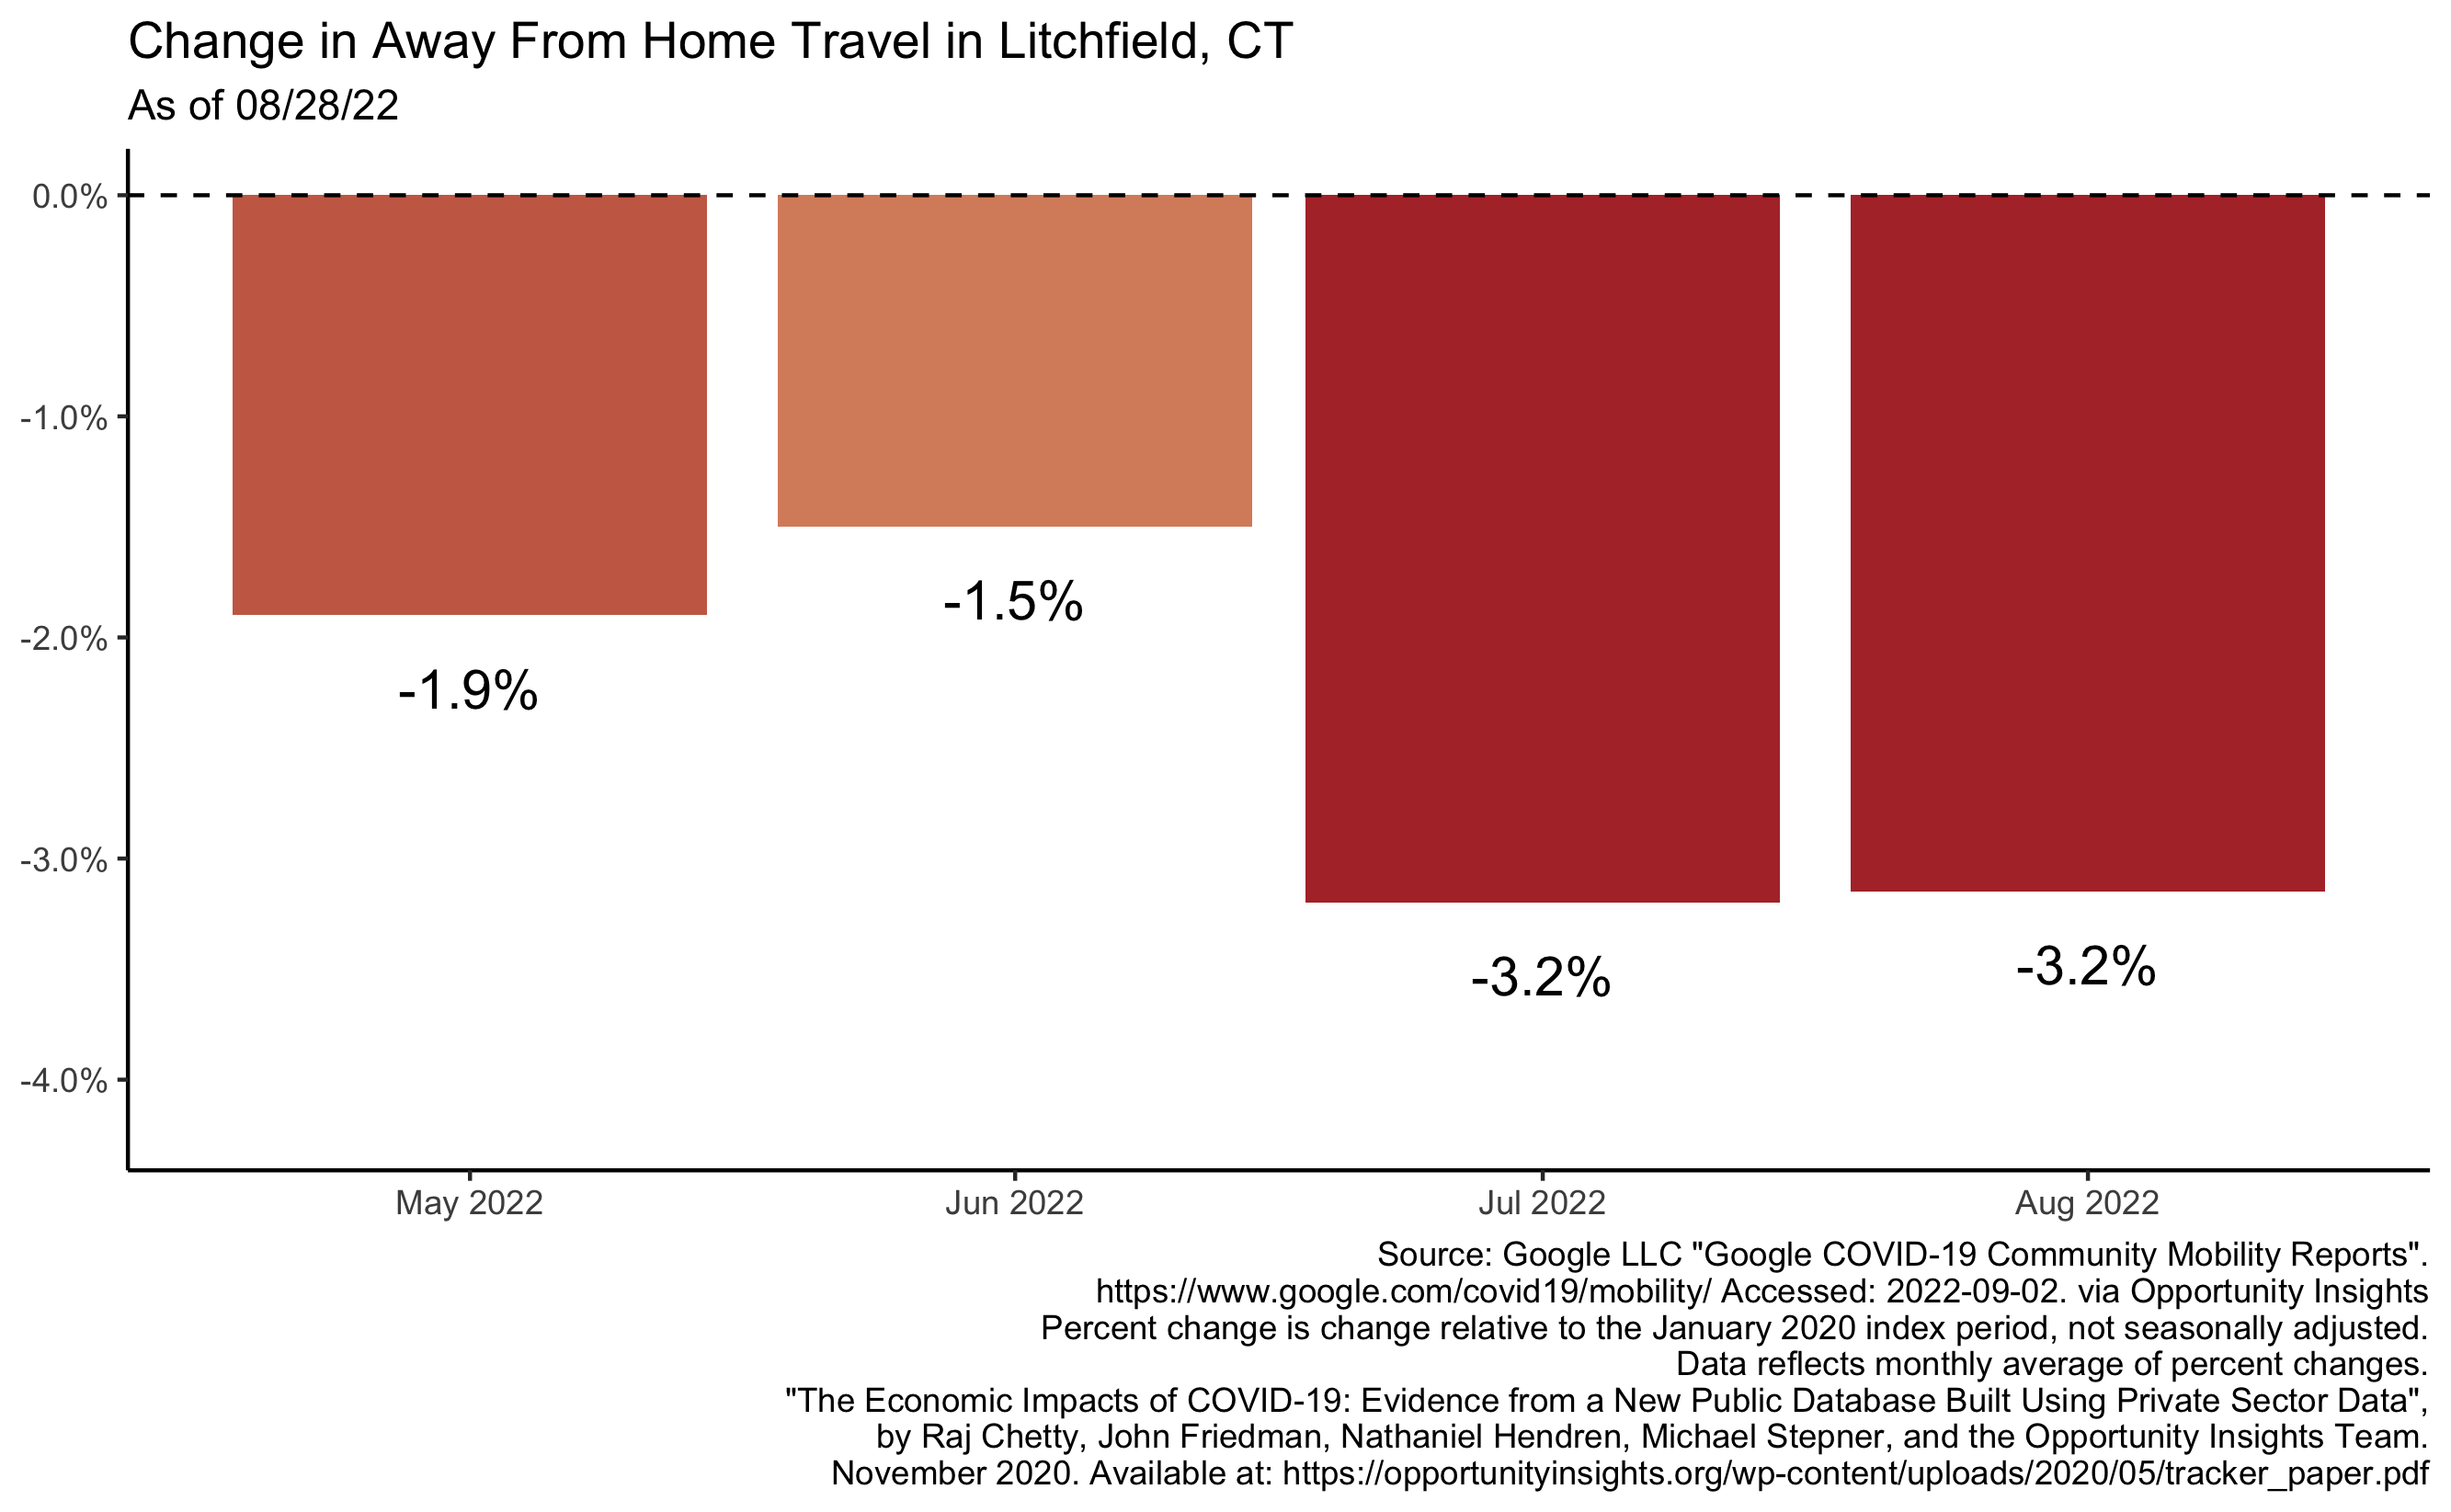 Change in Away From Home Travel in Litchfield, CT
As of 08/28/22
0.0%
-1.0%
-2.0%
-3.0%
-4.0%
-1.9%
-1.5%
-3.2%
-3.2%
May 2022
Jun 2022
Jul 2022
Aug 2022
Source: Google LLC "Google COVID-19 Community Mobility Reports".
https://www.google.com/covid19/mobility/ Accessed: 2022-09-02. via Opportunity Insights
Percent change is change relative to the January 2020 index period, not seasonally adjusted.
Data reflects monthly average of percent changes.
"The Economic Impacts of COVID-19: Evidence from a New Public Database Built Using Private Sector Data",
by Raj Chetty, John Friedman, Nathaniel Hendren, Michael Stepner, and the Opportunity Insights Team.
November 2020. Available at: https://opportunityinsights.org/wp-content/uploads/2020/05/tracker_paper.pdf